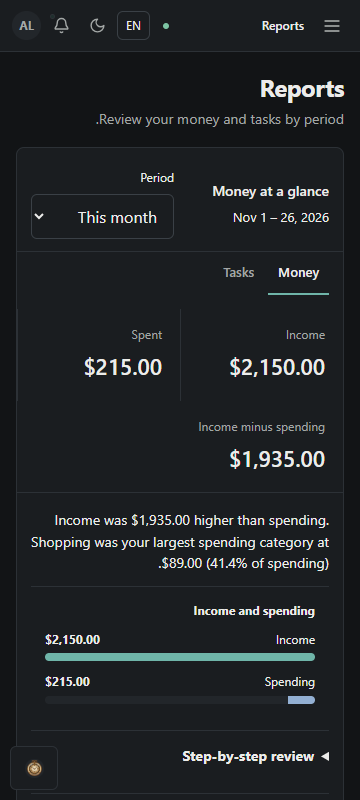 AL
EN
Reports
Reports
.Review your money and tasks by period
Money at a glance
Nov 1 – 26, 2026
Period
This month
Money
Tasks
Income
$2,150.00
Spent
$215.00
Income minus spending
$1,935.00
Income was $1,935.00 higher than spending.
Shopping was your largest spending category at
.$89.00 (41.4% of spending)
Income and spending
Income
$2,150.00
Spending
$215.00
Step-by-step review